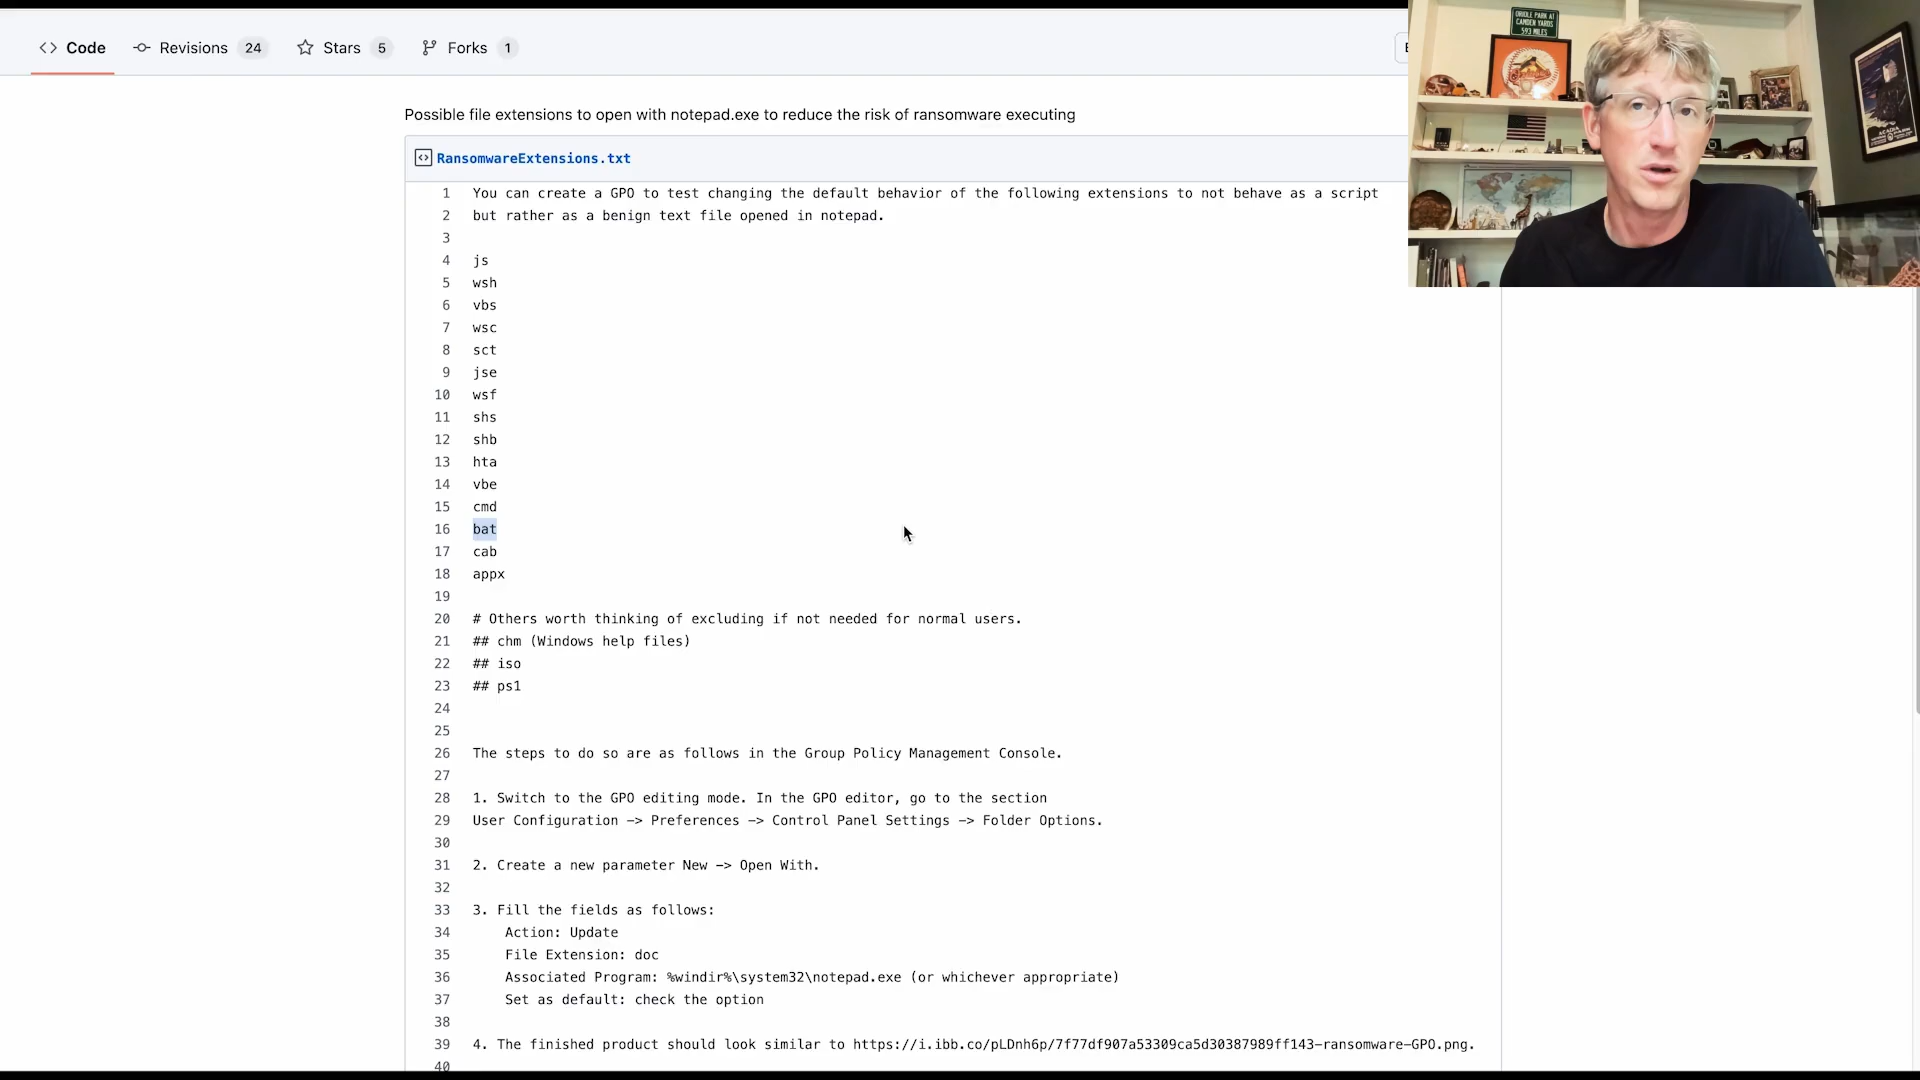 Code
Revisions 24
Stars 5
Forks 1
Possible file extensions to open with notepad.exe to reduce the risk of ransomware executing
RansomwareExtensions.txt
1 You can create a GPO to test changing the default behavior of the following extensions to not behave as a script
2 but rather as a benign text file opened in notepad.
3
4 js
5 wsh
6 vbs
7 wsc
8 sct
9 jse
10 wsf
11 shs
12 shb
13 hta
14 vbe
15 cmd
16 bat
17 cab
18 appx
19
20 # Others worth thinking of excluding if not needed for normal users.
21 ## chm (Windows help files)
22 ## iso
23 ## ps1
24
25
26 The steps to do so are as follows in the Group Policy Management Console.
27
28 1. Switch to the GPO editing mode. In the GPO editor, go to the section
29 User Configuration -> Preferences -> Control Panel Settings -> Folder Options.
30
31 2. Create a new parameter New -> Open With.
32
33 3. Fill the fields as follows:
34 Action: Update
35 File Extension: doc
36 Associated Program: %windir%\system32\notepad.exe (or whichever appropriate)
37 Set as default: check the option
38
39 4. The finished product should look similar to https://i.ibb.co/pLDnh6p/7f77df907a53309ca5d30387989ff143-ransomware-GPO.png.
40
ORIOLE PARK AT
CAMDEN YARDS
593 MILES
ACADIA